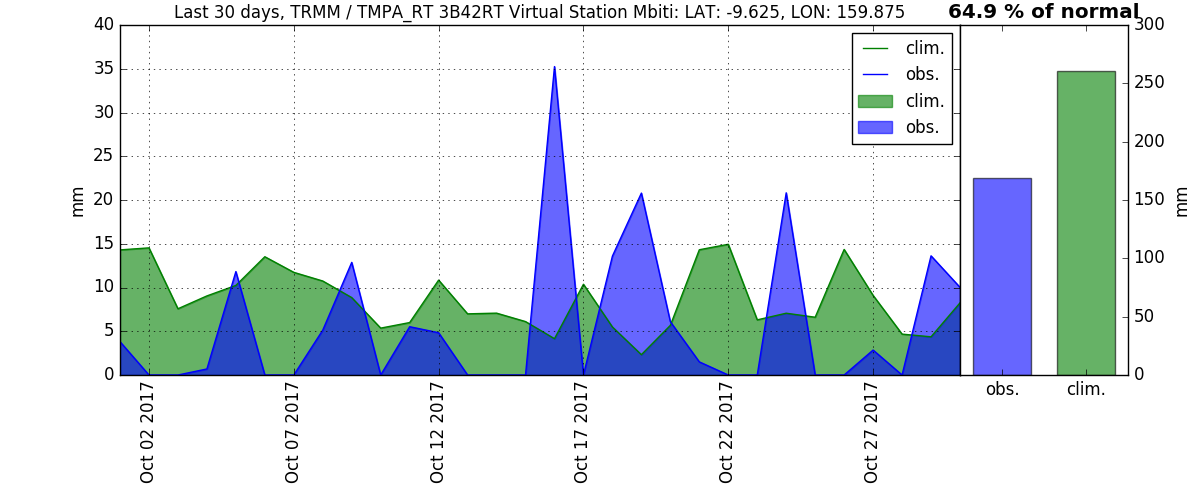 Last 30 days, TRMM / TMPA_RT 3B42RT Virtual Station Mbiti: LAT: -9.625, LON: 159.875
64.9 % of normal
mm
40
35
30
25
20
15
10
5
0
clim.
obs.
clim.
obs.
Oct 02 2017
Oct 07 2017
Oct 12 2017
Oct 17 2017
Oct 22 2017
Oct 27 2017
300
250
200
150
100
50
0
mm
obs.
clim.